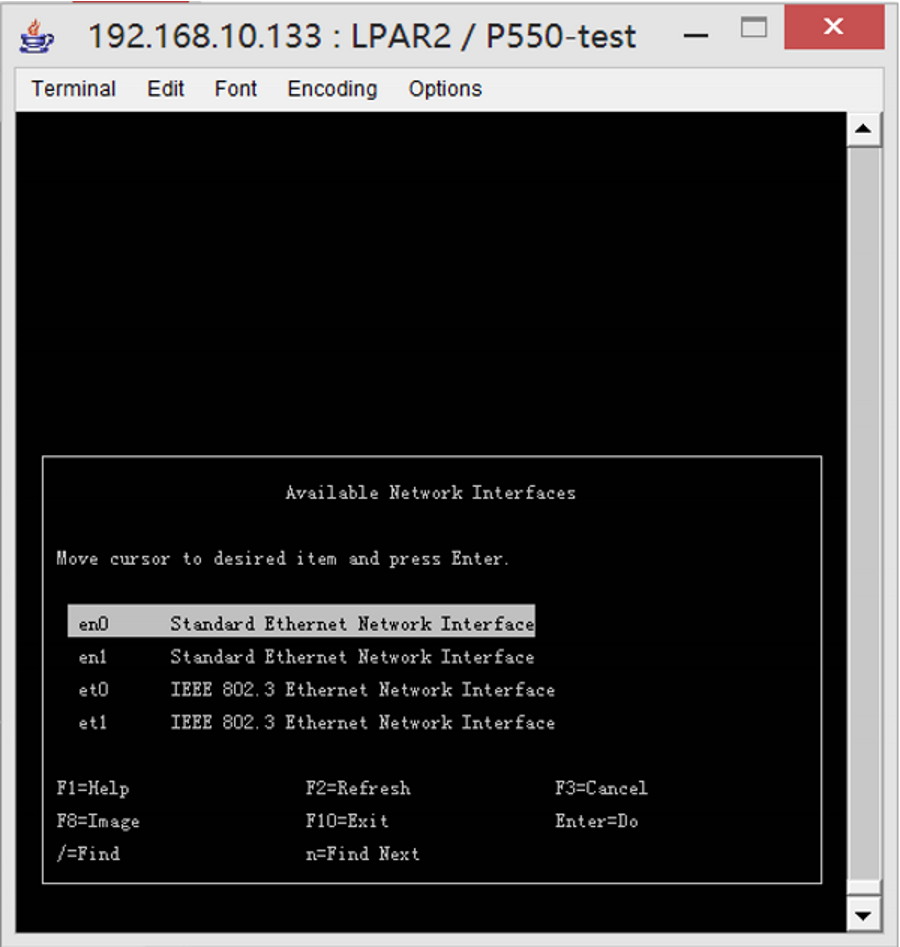 192.168.10.133 : LPAR2 / P550-test
Terminal Edit Font Encoding Options
Available Network Interfaces
Move cursor to desired item and press Enter.
en0 Standard Ethernet Network Interface
en1 Standard Ethernet Network Interface
et0 IEEE 802.3 Ethernet Network Interface
et1 IEEE 802.3 Ethernet Network Interface
F1=Help F2=Refresh F3=Cancel
F8=Image F10=Exit Enter=Do
/=Find n=Find Next